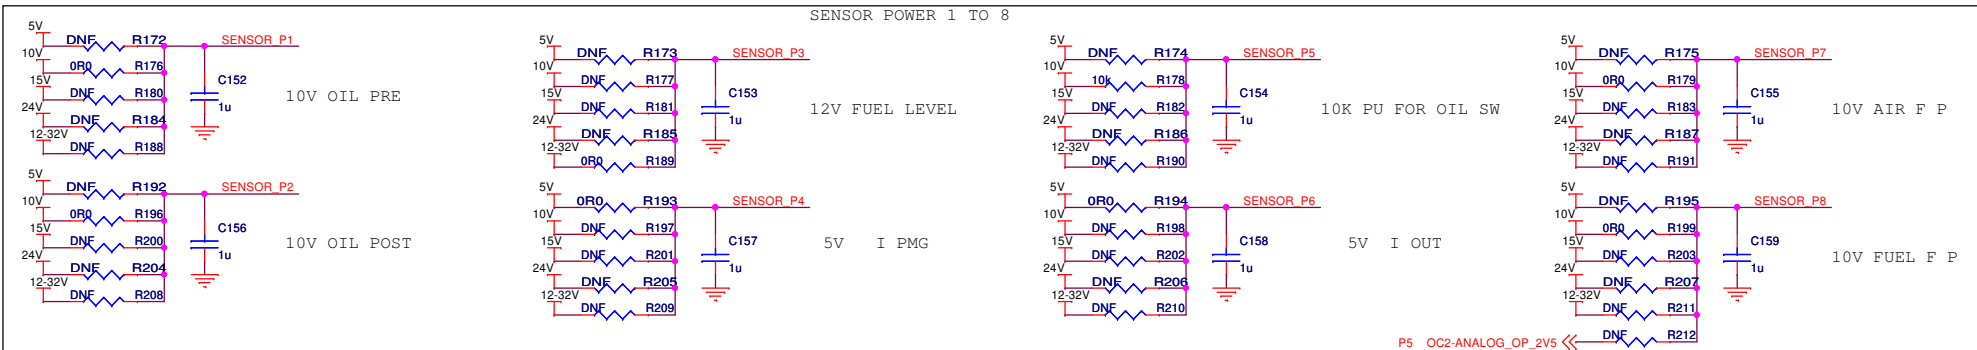 SENSOR POWER 1 TO 8
5V DNF R172 SENSOR_P1
10V 0R0 R176
15V DNF R180 C152 1u 10V OIL PRE
24V DNF R184
12-32V DNF R188
5V DNF R173 SENSOR_P3
10V DNF R177
15V DNF R181 C153 1u 12V FUEL LEVEL
24V DNF R185
12-32V 0R0 R189
5V DNF R174 SENSOR_P5
10V 10k R178
15V DNF R182 C154 1u 10K PU FOR OIL SW
24V DNF R186
12-32V DNF R190
5V DNF R175 SENSOR_P7
10V 0R0 R179
15V DNF R183 C155 1u 10V AIR F P
24V DNF R187
12-32V DNF R191
5V DNF R192 SENSOR_P2
10V 0R0 R196
15V DNF R200 C156 1u 10V OIL POST
24V DNF R204
12-32V DNF R208
5V 0R0 R193 SENSOR_P4
10V DNF R197
15V DNF R201 C157 1u 5V I PMG
24V DNF R205
12-32V DNF R209
5V 0R0 R194 SENSOR_P6
10V DNF R198
15V DNF R202 C158 1u 5V I OUT
24V DNF R206
12-32V DNF R210
5V DNF R195 SENSOR_P8
10V 0R0 R199
15V DNF R203 C159 1u 10V FUEL F P
24V DNF R207
12-32V DNF R211
P5 OC2-ANALOG_OP_2V5 DNF R212